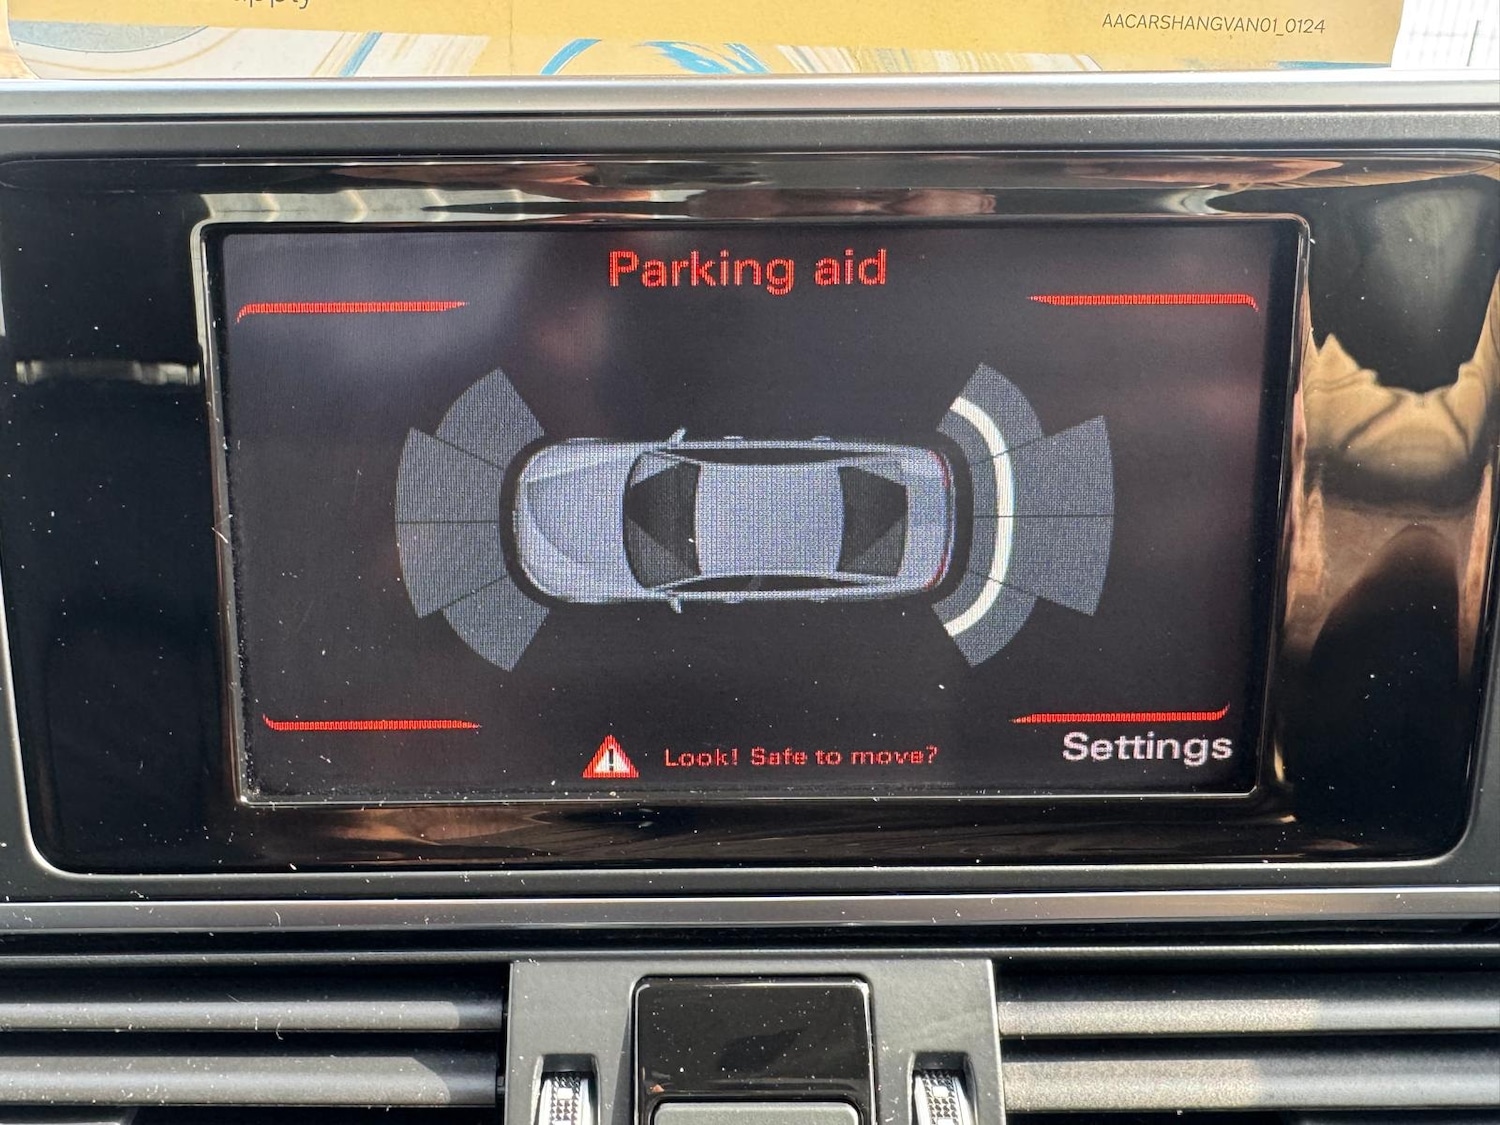 AACARSHANGVAN01_0124
Parking aid
Look! Safe to move?
Settings